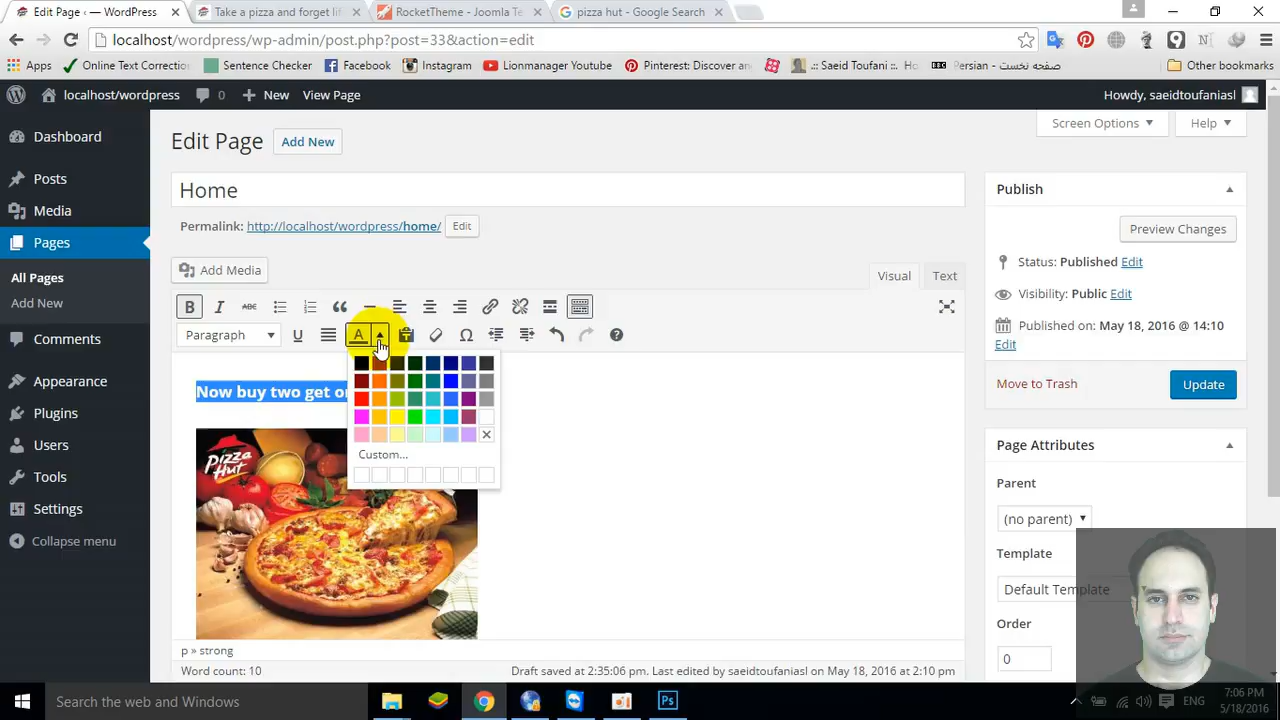 Edit Page ‹ — WordPress
Take a pizza and forget lif
RocketTheme - Joomla Te
pizza hut - Google Search
localhost/wordpress/wp-admin/post.php?post=33&action=edit
Apps
Online Text Correction
Sentence Checker
Facebook
Instagram
Lionmanager Youtube
Pinterest: Discover and
.:: Saeid Toufani ::. Ho
صفحه نخست - Persian
Other bookmarks
localhost/wordpress
0
New
View Page
Howdy, saeidtoufaniasl
Dashboard
Posts
Media
Pages
All Pages
Add New
Comments
Appearance
Plugins
Users
Tools
Settings
Collapse menu
Edit Page
Add New
Screen Options
Help
Home
Permalink: http://localhost/wordpress/home/ Edit
Add Media
Visual
Text
B I ABC
Paragraph
U
A
Now buy two get
Custom...
Pizza
Hut
p » strong
Word count: 10
Draft saved at 2:35:06 pm. Last edited by saeidtoufaniasl on May 18, 2016 at 2:10 pm
Publish
Preview Changes
Status: Published Edit
Visibility: Public Edit
Published on: May 18, 2016 @ 14:10
Edit
Move to Trash
Update
Page Attributes
Parent
(no parent)
Template
Default Template
Order
0
Search the web and Windows
Ps
7:06 PM
5/18/2016